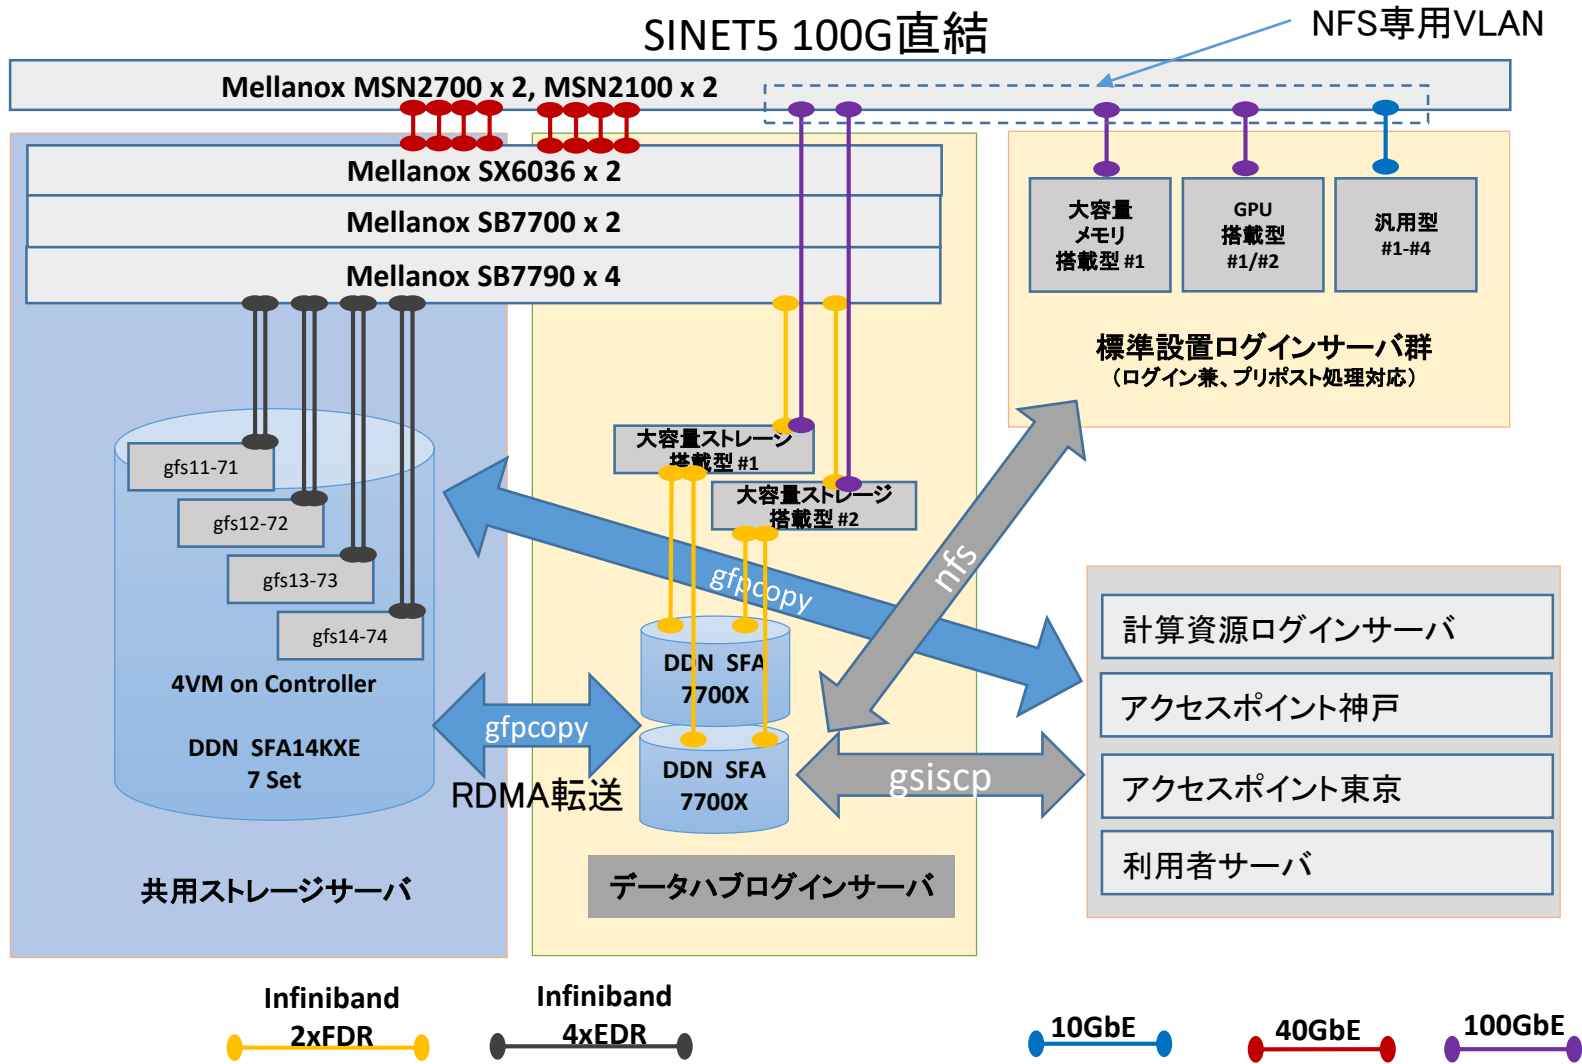 SINET5 100G直結
NFS専用VLAN
Mellanox MSN2700 x 2, MSN2100 x 2
Mellanox SX6036 x 2
Mellanox SB7700 x 2
Mellanox SB7790 x 4
大容量
メモリ
搭載型 #1
GPU
搭載型
#1/#2
汎用型
#1-#4
標準設置ログインサーバ群
（ログイン兼、プリポスト処理対応）
gfs11-71
gfs12-72
gfs13-73
gfs14-74
4VM on Controller
DDN SFA14KXE
7 Set
共用ストレージサーバ
大容量ストレージ
搭載型 #1
大容量ストレージ
搭載型 #2
gfpcopy
nfs
DDN SFA
7700X
DDN SFA
7700X
gfpcopy
RDMA転送
gsiscp
データハブログインサーバ
計算資源ログインサーバ
アクセスポイント神戸
アクセスポイント東京
利用者サーバ
Infiniband
2xFDR
Infiniband
4xEDR
10GbE
40GbE
100GbE